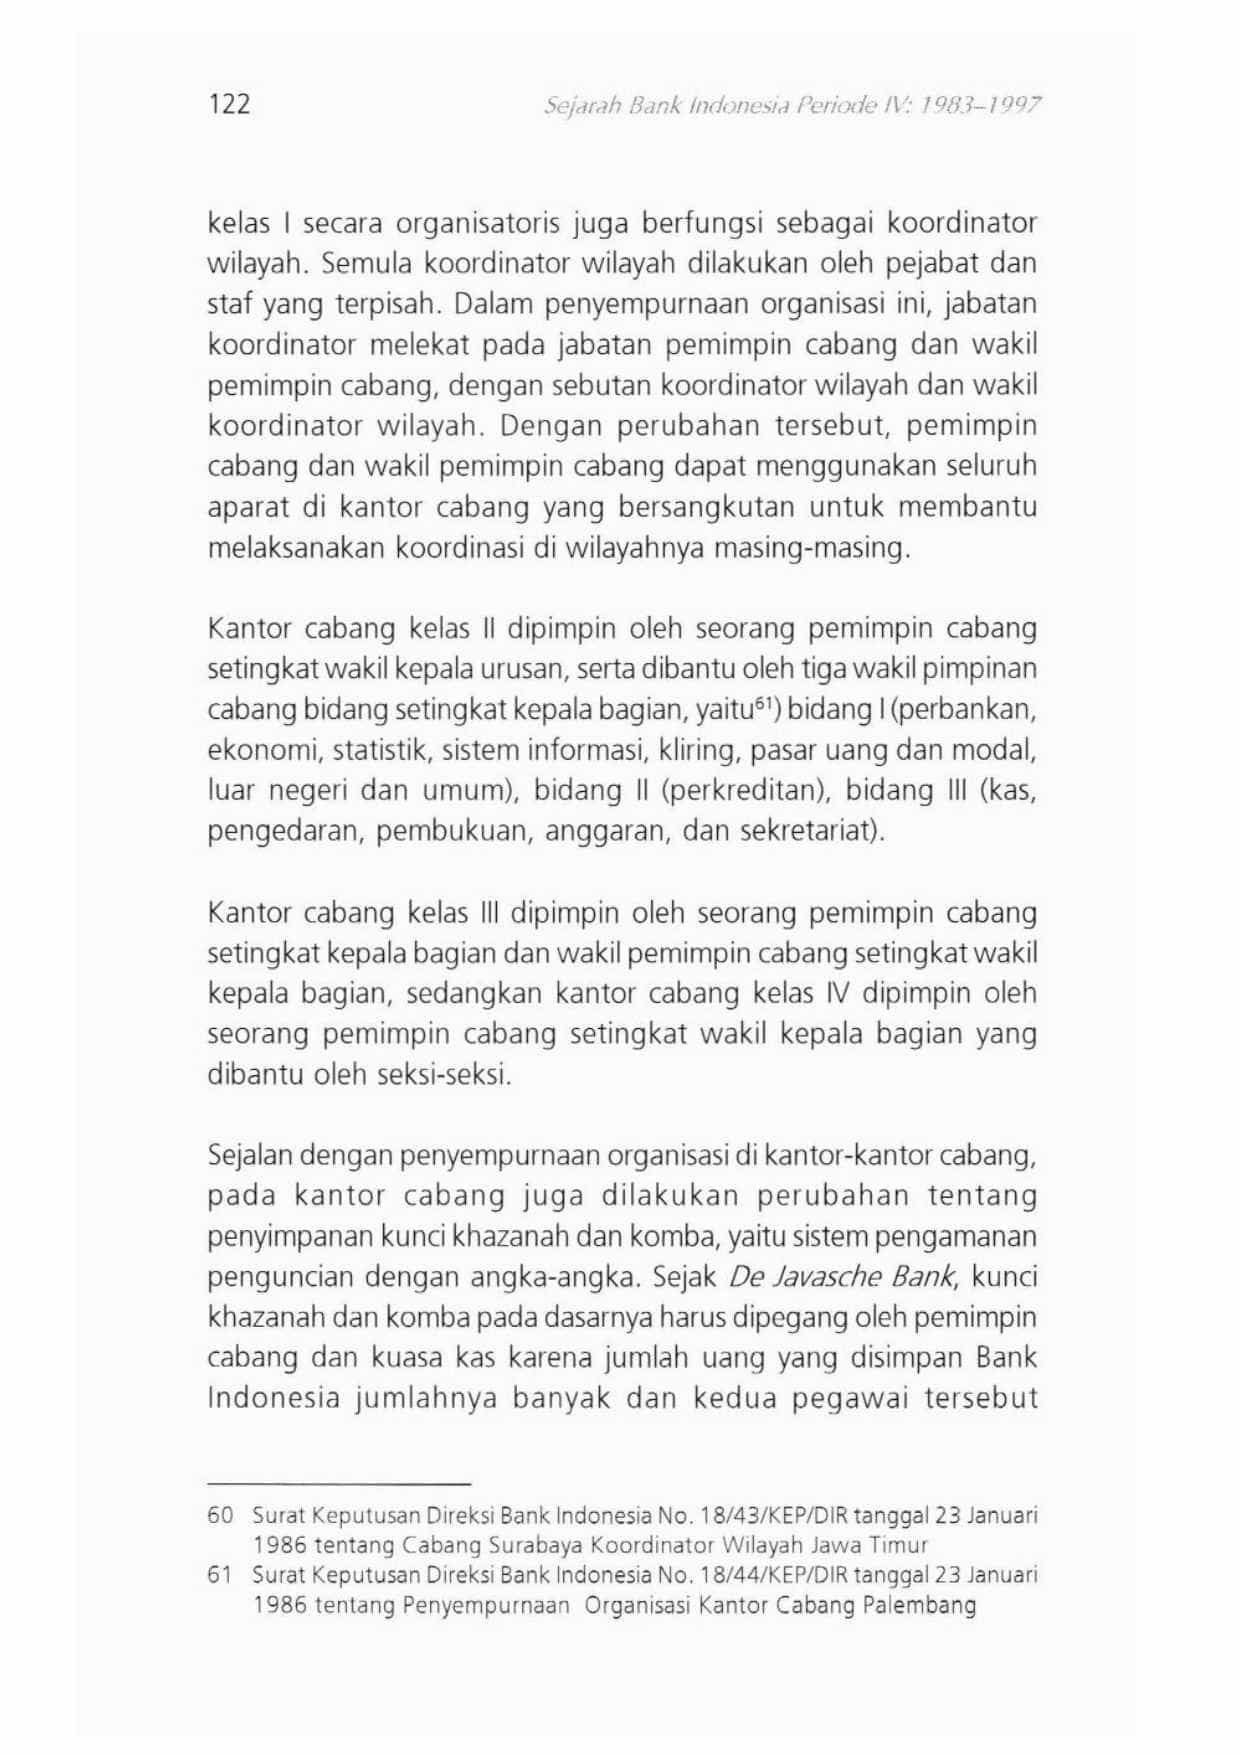 122
Sejarah Bank Indonesia Periode IV: 1983–1997
kelas I secara organisatoris juga berfungsi sebagai koordinator
wilayah. Semula koordinator wilayah dilakukan oleh pejabat dan
staf yang terpisah. Dalam penyempurnaan organisasi ini, jabatan
koordinator melekat pada jabatan pemimpin cabang dan wakil
pemimpin cabang, dengan sebutan koordinator wilayah dan wakil
koordinator wilayah. Dengan perubahan tersebut, pemimpin
cabang dan wakil pemimpin cabang dapat menggunakan seluruh
aparat di kantor cabang yang bersangkutan untuk membantu
melaksanakan koordinasi di wilayahnya masing-masing.
Kantor cabang kelas II dipimpin oleh seorang pemimpin cabang
setingkat wakil kepala urusan, serta dibantu oleh tiga wakil pimpinan
cabang bidang setingkat kepala bagian, yaitu⁶¹) bidang I (perbankan,
ekonomi, statistik, sistem informasi, kliring, pasar uang dan modal,
luar negeri dan umum), bidang II (perkreditan), bidang III (kas,
pengedaran, pembukuan, anggaran, dan sekretariat).
Kantor cabang kelas III dipimpin oleh seorang pemimpin cabang
setingkat kepala bagian dan wakil pemimpin cabang setingkat wakil
kepala bagian, sedangkan kantor cabang kelas IV dipimpin oleh
seorang pemimpin cabang setingkat wakil kepala bagian yang
dibantu oleh seksi-seksi.
Sejalan dengan penyempurnaan organisasi di kantor-kantor cabang,
pada kantor cabang juga dilakukan perubahan tentang
penyimpanan kunci khazanah dan komba, yaitu sistem pengamanan
penguncian dengan angka-angka. Sejak De Javasche Bank, kunci
khazanah dan komba pada dasarnya harus dipegang oleh pemimpin
cabang dan kuasa kas karena jumlah uang yang disimpan Bank
Indonesia jumlahnya banyak dan kedua pegawai tersebut
60 Surat Keputusan Direksi Bank Indonesia No. 18/43/KEP/DIR tanggal 23 Januari
1986 tentang Cabang Surabaya Koordinator Wilayah Jawa Timur
61 Surat Keputusan Direksi Bank Indonesia No. 18/44/KEP/DIR tanggal 23 Januari
1986 tentang Penyempurnaan Organisasi Kantor Cabang Palembang